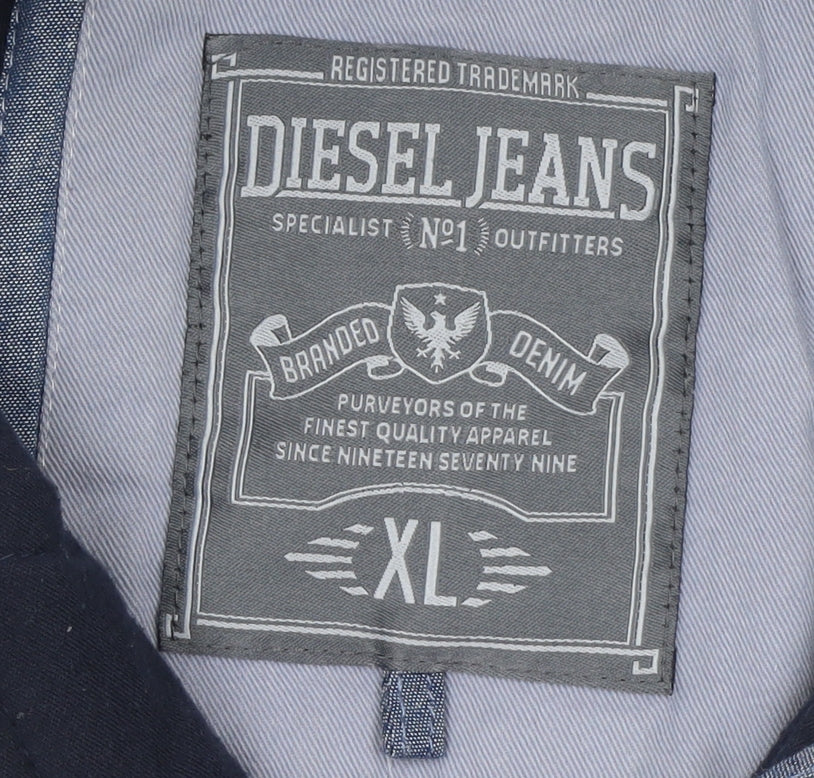 REGISTERED TRADEMARK
DIESEL JEANS
SPECIALIST Nº1 OUTFITTERS
BRANDED DENIM
PURVEYORS OF THE
FINEST QUALITY APPAREL
SINCE NINETEEN SEVENTY NINE
XL